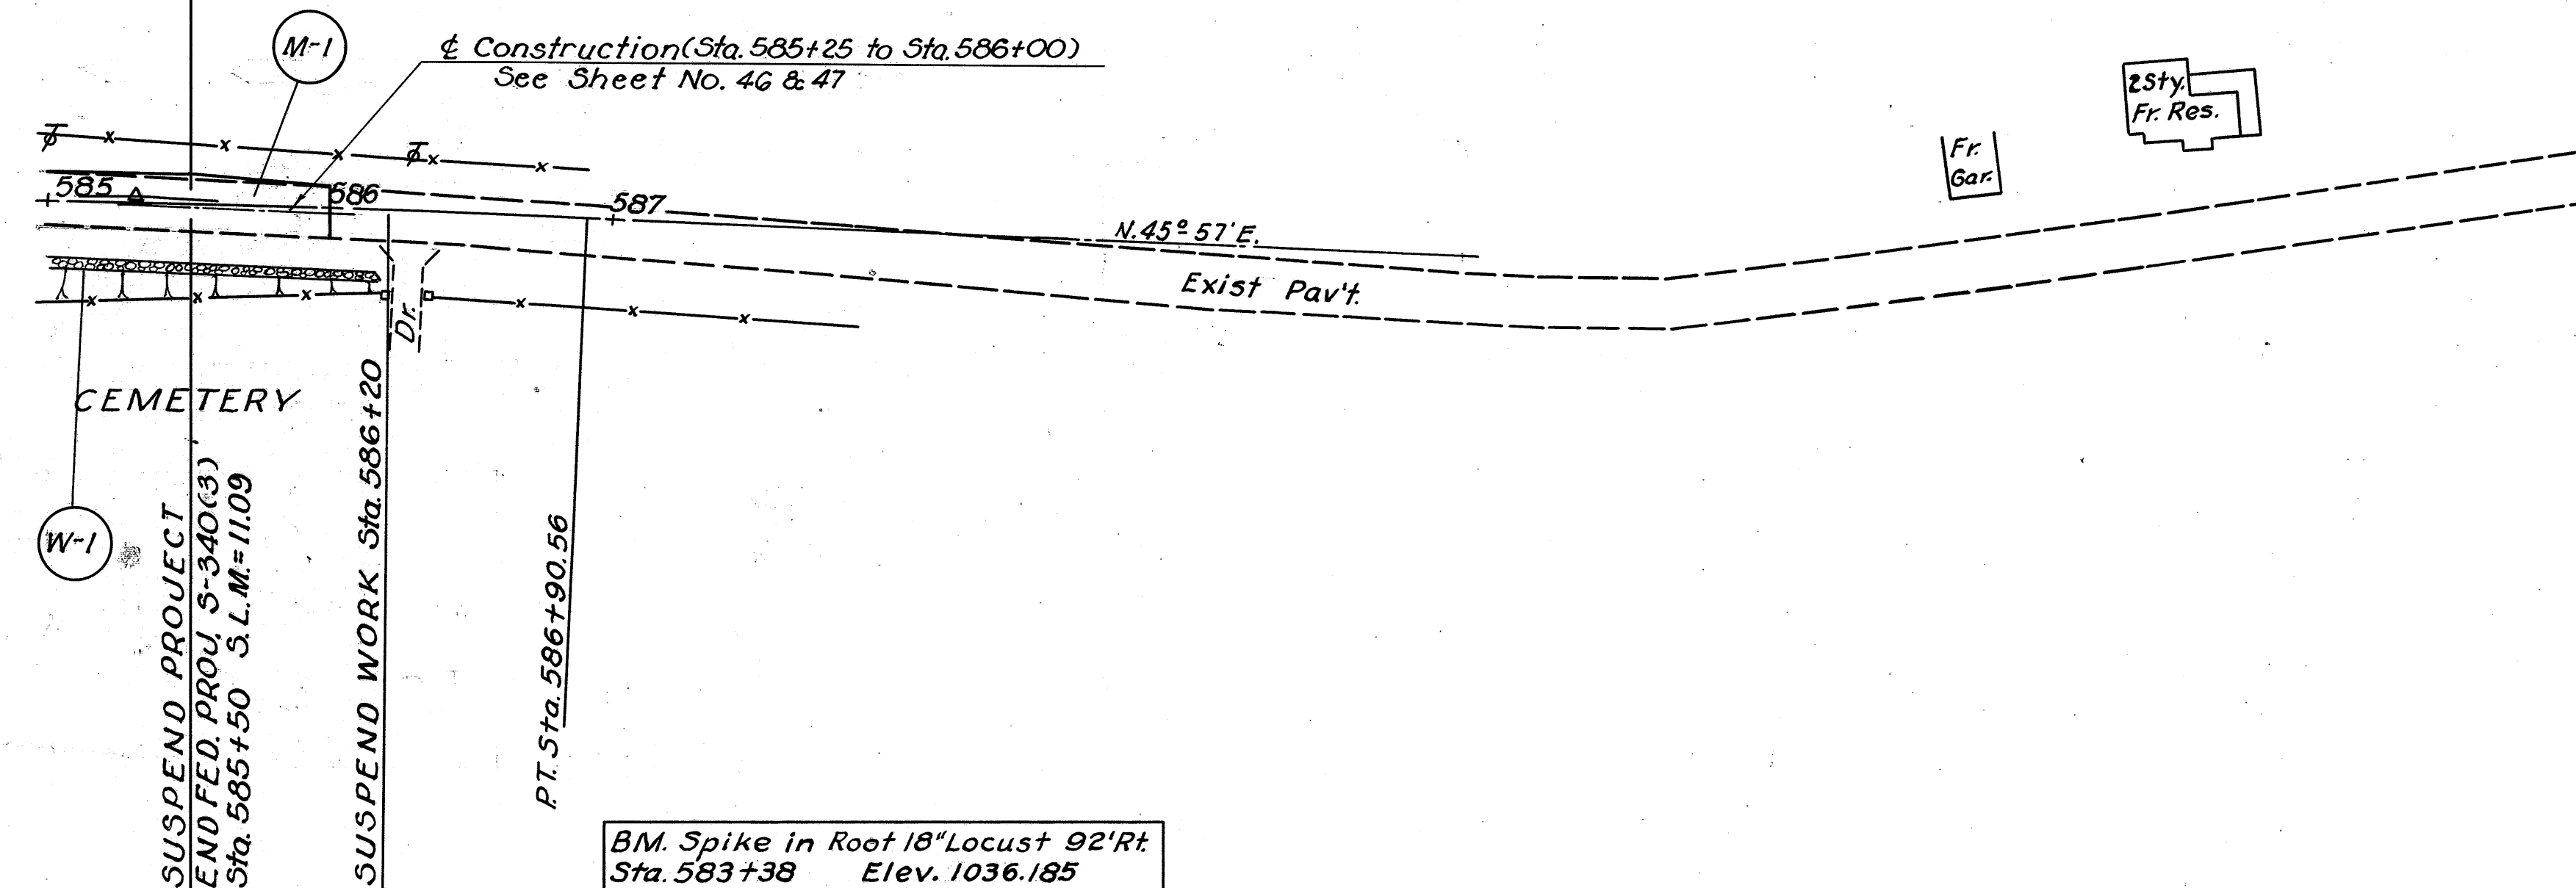 M-1
℄ Construction(Sta. 585+25 to Sta. 586+00)
See Sheet No. 46 & 47
2Sty.
Fr. Res.
Fr.
Gar.
585
586
587
N. 45º 57' E.
Exist Pav't.
Dr.
CEMETERY
W-1
SUSPEND PROJECT
END FED. PROJ. S-340(3)
Sta. 585+50 S.L.M.=11.09
SUSPEND WORK Sta. 586+20
P.T. Sta. 586+90.56
BM. Spike in Root 18" Locust 92' Rt.
Sta. 583+38 Elev. 1036.185